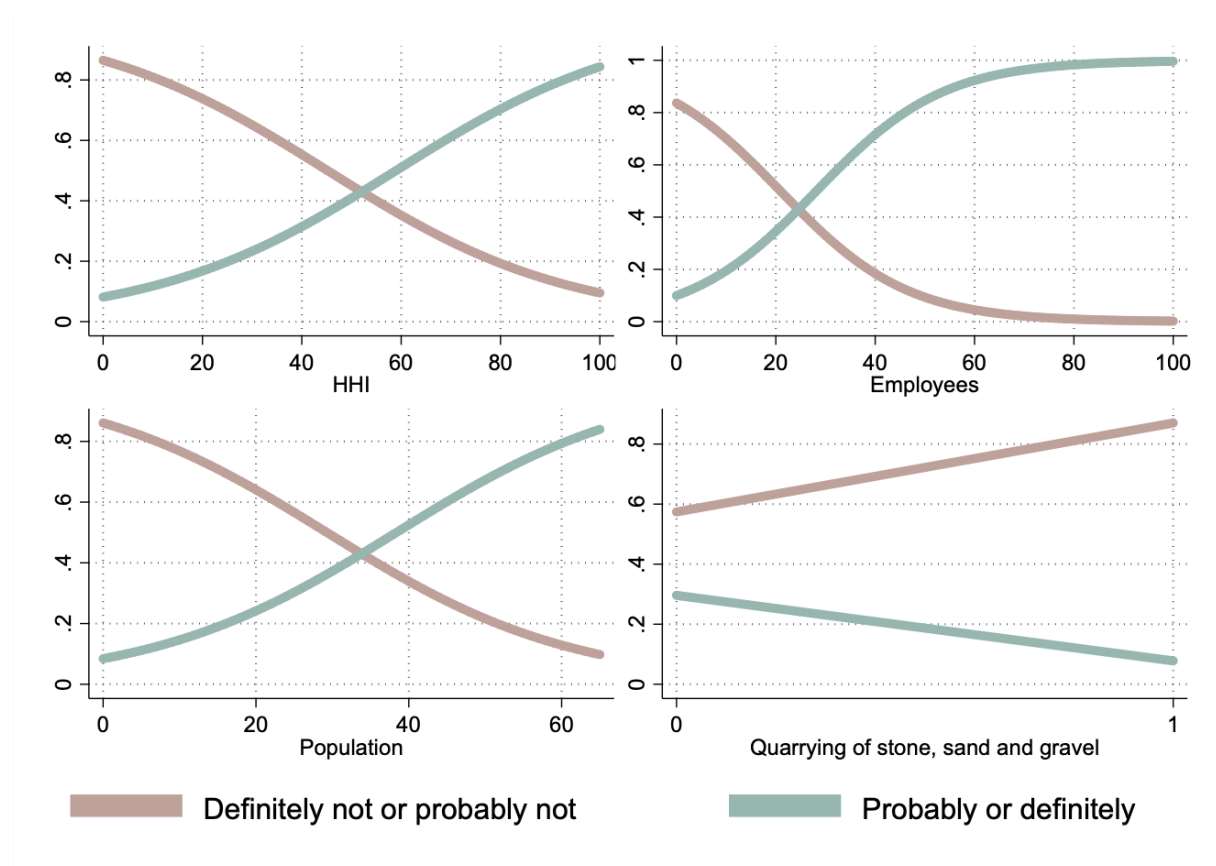 .8
.6
.4
.2
0
0 20 40 60 80 100
HHI
1
.8
.6
.4
.2
0
0 20 40 60 80 100
Employees
.8
.6
.4
.2
0
0 20 40 60
Population
.8
.6
.4
.2
0
0 1
Quarrying of stone, sand and gravel
Definitely not or probably not
Probably or definitely